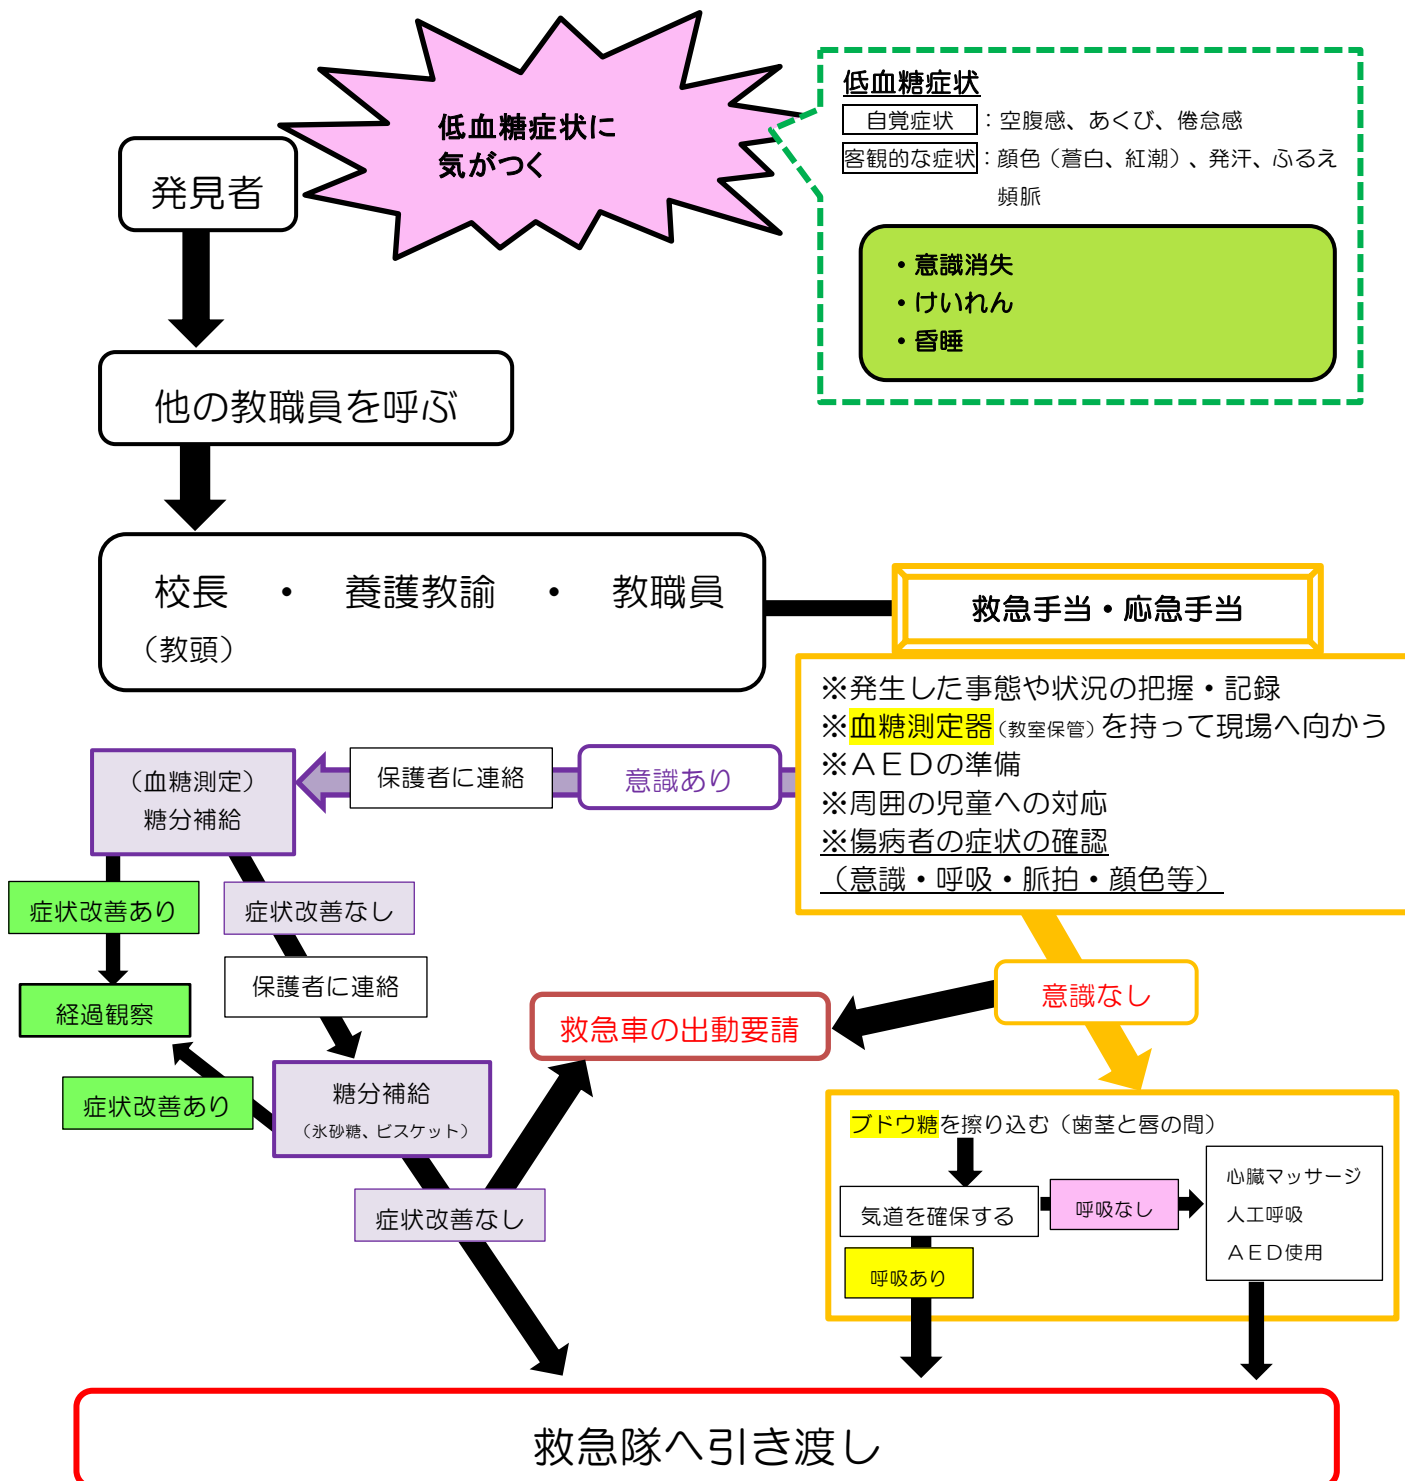 低血糖症状に
気がつく
低血糖症状
自覚症状：空腹感、あくび、倦怠感
客観的な症状：顔色（蒼白、紅潮）、発汗、ふるえ
頻脈
・意識消失
・けいれん
・昏睡
発見者
他の教職員を呼ぶ
校長　・　養護教諭　・　教職員
（教頭）
救急手当・応急手当
※発生した事態や状況の把握・記録
※血糖測定器（教室保管）を持って現場へ向かう
※ＡＥＤの準備
※周囲の児童への対応
※傷病者の症状の確認
（意識・呼吸・脈拍・顔色等）
意識あり
保護者に連絡
（血糖測定）
糖分補給
症状改善あり
症状改善なし
経過観察
保護者に連絡
症状改善あり
糖分補給
（氷砂糖、ビスケット）
症状改善なし
救急車の出動要請
意識なし
ブドウ糖を擦り込む（歯茎と唇の間）
気道を確保する
呼吸なし
心臓マッサージ
人工呼吸
ＡＥＤ使用
呼吸あり
救急隊へ引き渡し